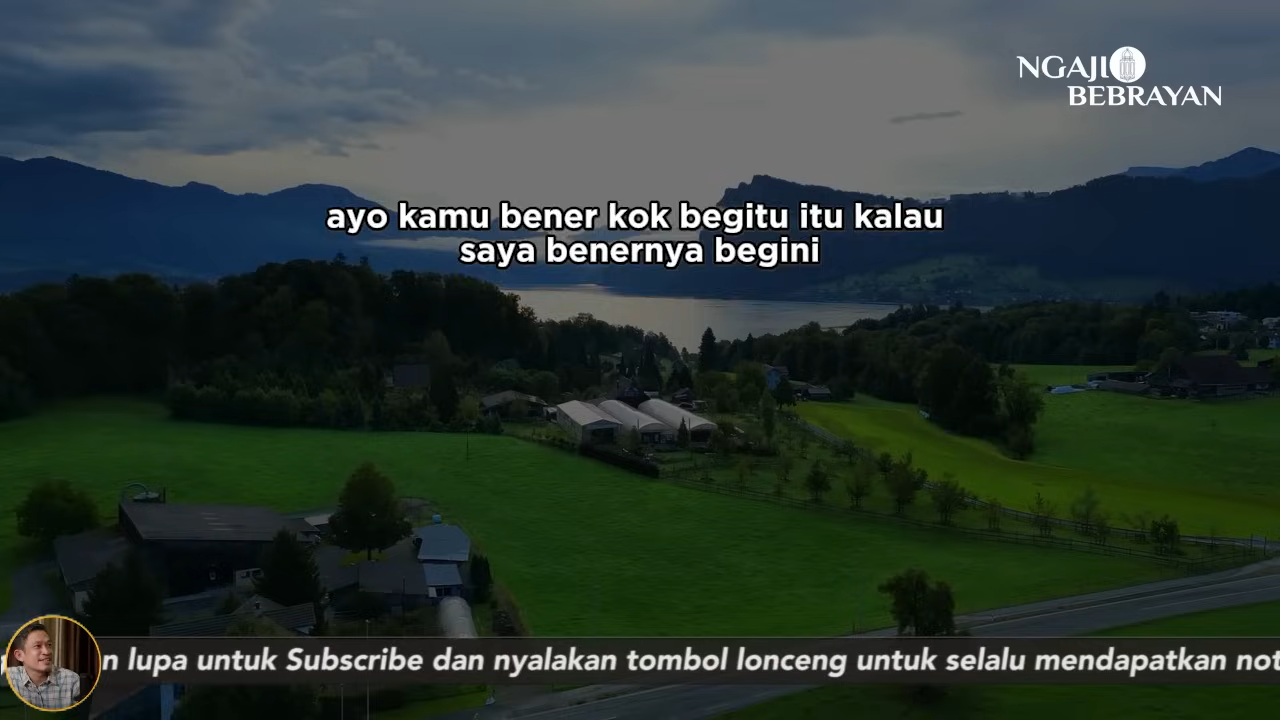 NGAJI
BEBRAYAN
ayo kamu bener kok begitu itu kalau
saya benernya begini
n lupa untuk Subscribe dan nyalakan tombol lonceng untuk selalu mendapatkan not